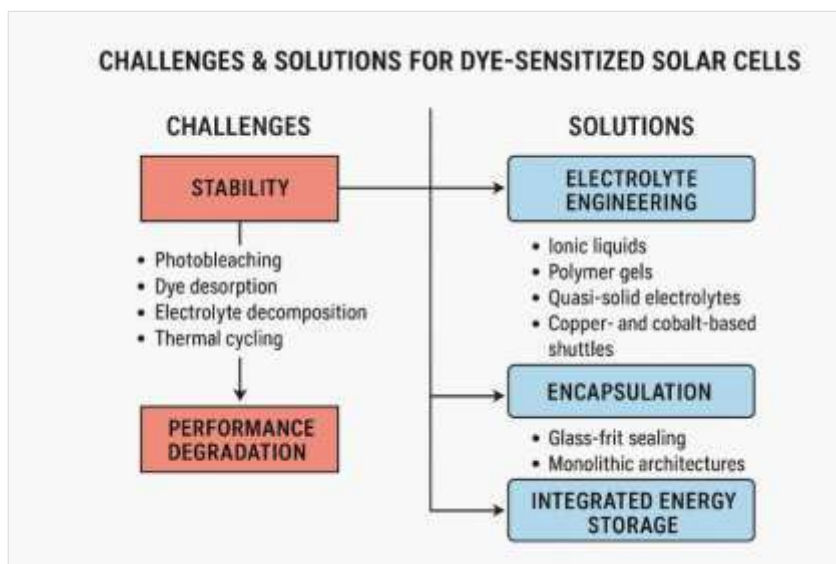 CHALLENGES & SOLUTIONS FOR DYE-SENSITIZED SOLAR CELLS
CHALLENGES
STABILITY
• Photobleaching
• Dye desorption
• Electrolyte decomposition
• Thermal cycling
PERFORMANCE
DEGRADATION
SOLUTIONS
ELECTROLYTE
ENGINEERING
• Ionic liquids
• Polymer gels
• Quasi-solid electrolytes
• Copper- and cobalt-based
shuttles
ENCAPSULATION
• Glass-frit sealing
• Monolithic architectures
INTEGRATED ENERGY
STORAGE